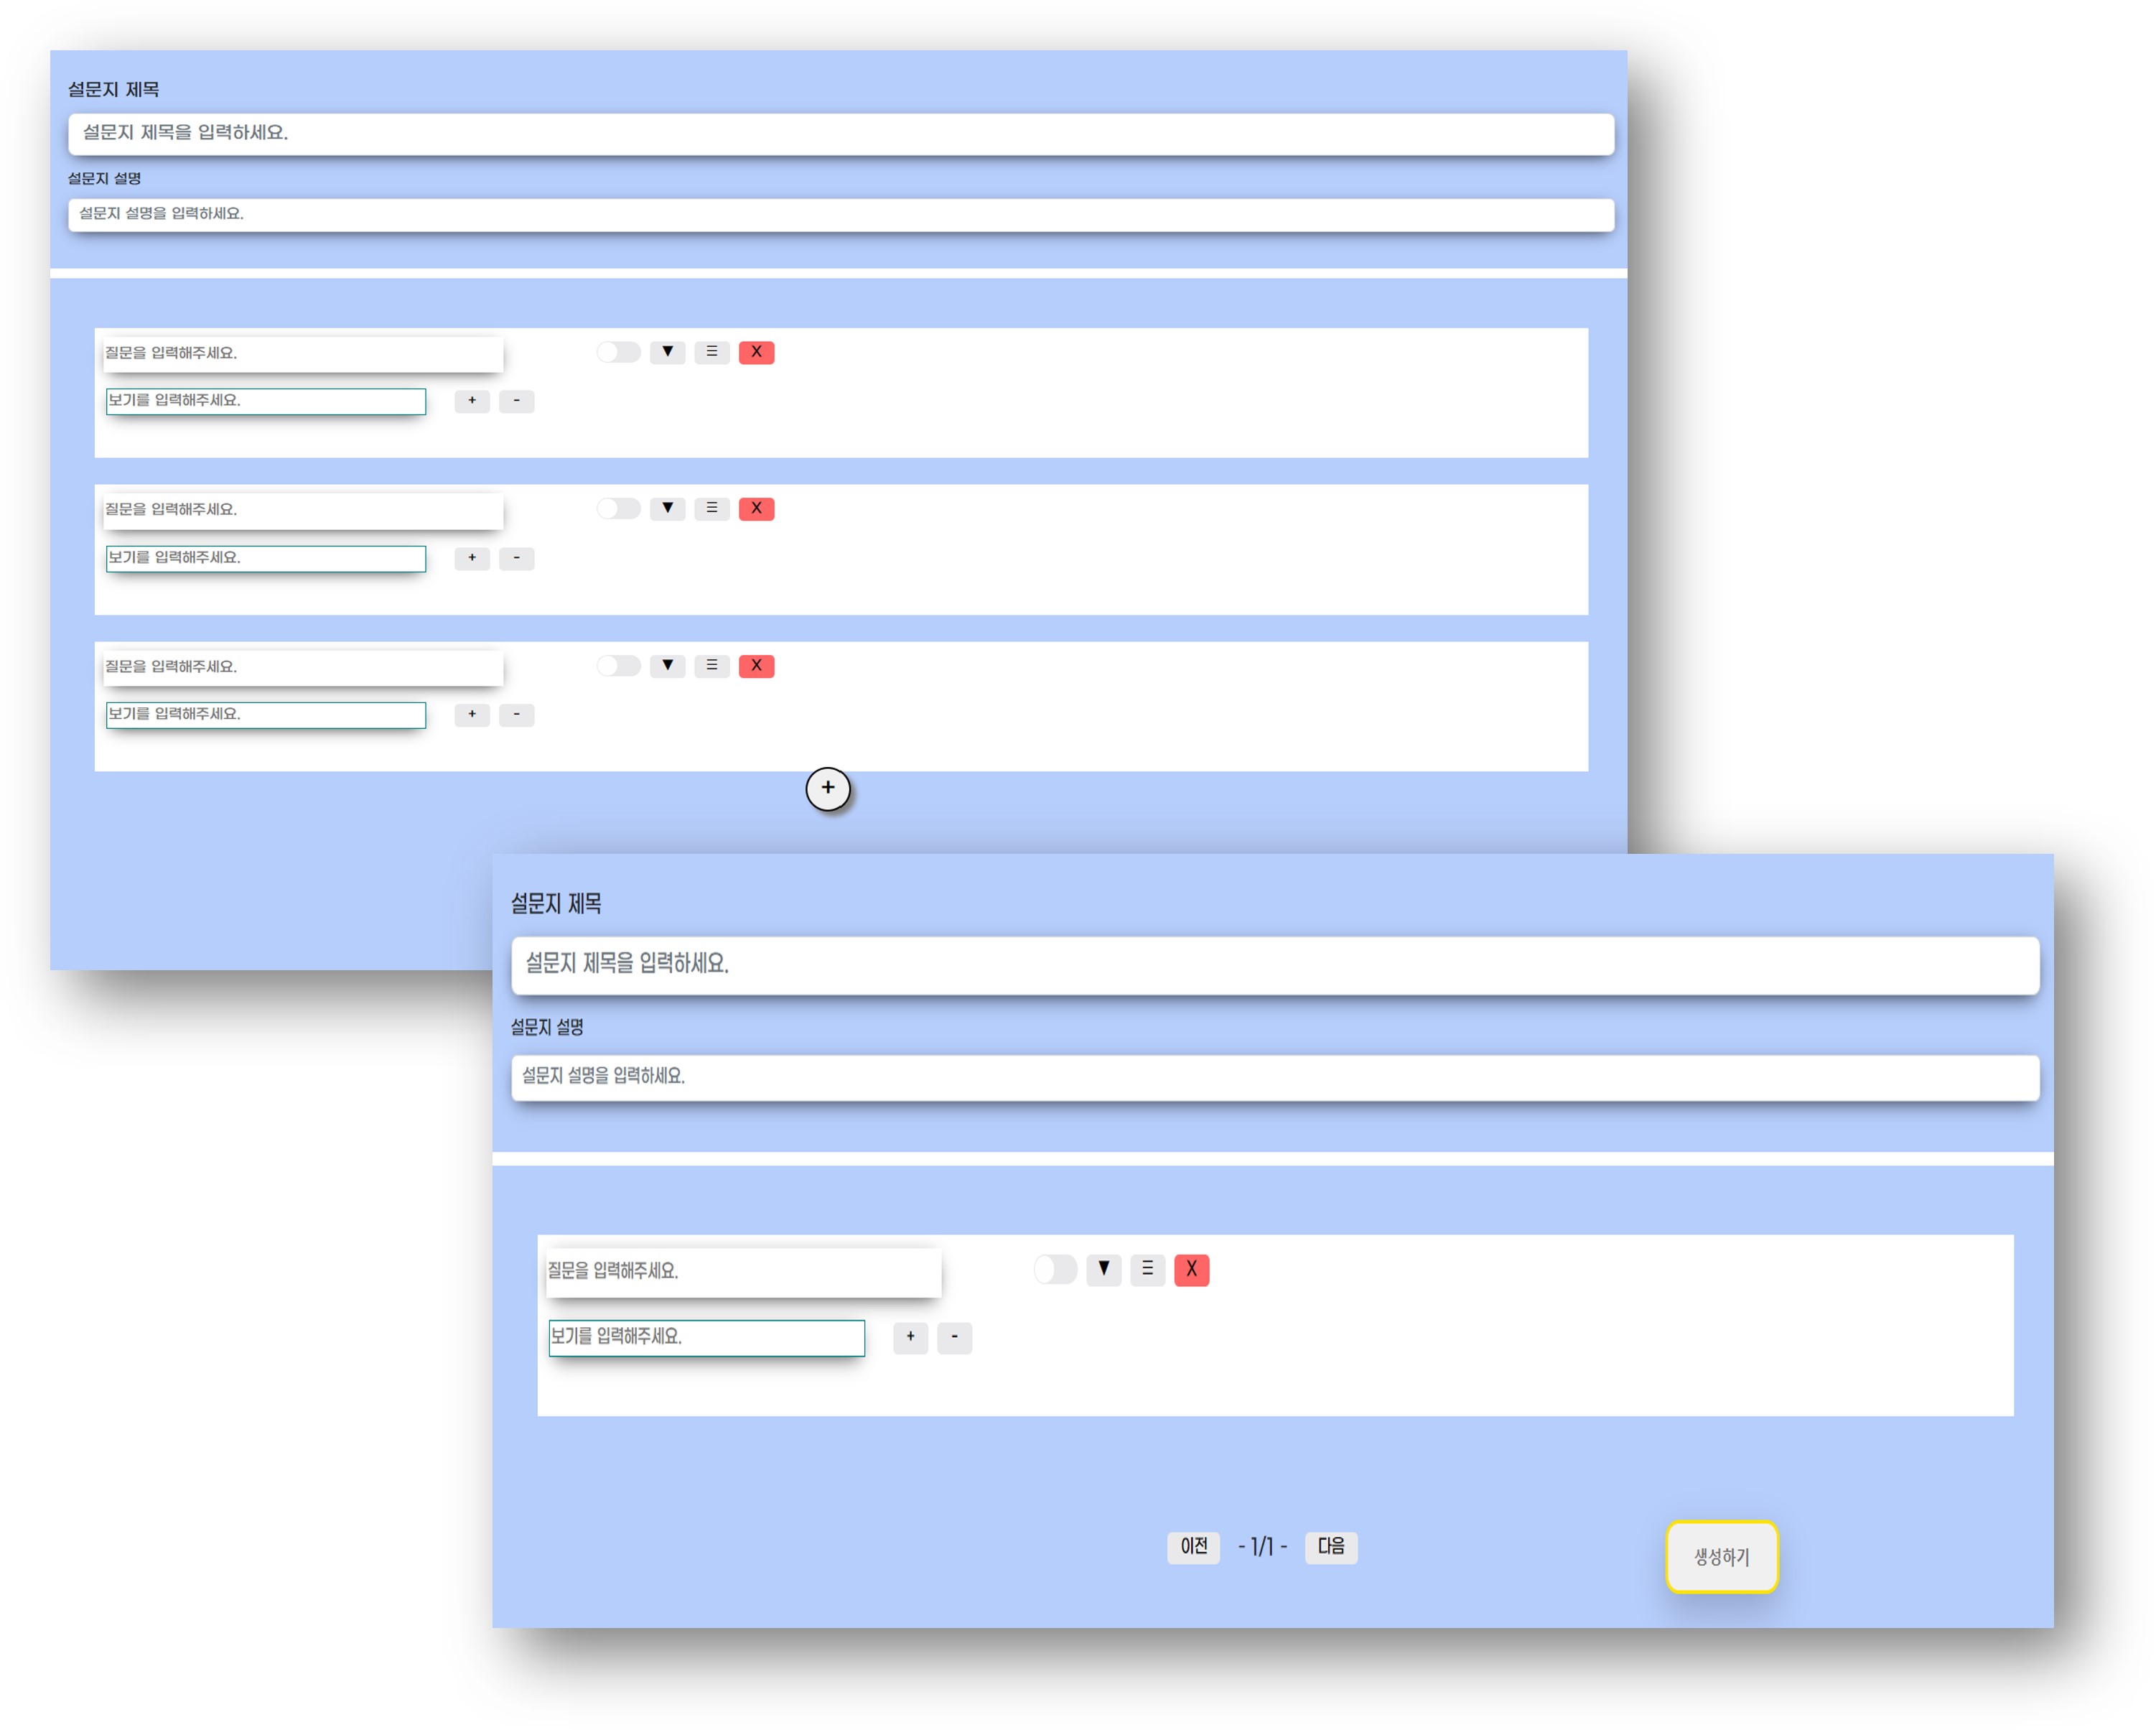 설문지 제목
설문지 제목을 입력하세요.
설문지 설명
설문지 설명을 입력하세요.
질문을 입력해주세요. ▼ ☰ X
보기를 입력해주세요. + -
질문을 입력해주세요. ▼ ☰ X
보기를 입력해주세요. + -
질문을 입력해주세요. ▼ ☰ X
보기를 입력해주세요. + -
+
설문지 제목
설문지 제목을 입력하세요.
설문지 설명
설문지 설명을 입력하세요.
질문을 입력해주세요. ▼ ☰ X
보기를 입력해주세요. + -
이전 - 1/1 - 다음
생성하기